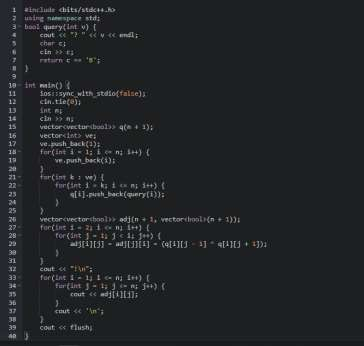 1 #include <bits/stdc++.h>
2 using namespace std;
3 bool query(int v) {
4 cout << "? " << v << endl;
5 char c;
6 cin >> c;
7 return c == 'B';
8 }
9
10 int main() {
11 ios::sync_with_stdio(false);
12 cin.tie(0);
13 int n;
14 cin >> n;
15 vector<vector<bool>> q(n + 1);
16 vector<int> ve;
17 ve.push_back(1);
18 for(int i = 1; i <= n; i++) {
19 ve.push_back(i);
20 }
21 for(int k : ve) {
22 for(int i = k; i <= n; i++) {
23 q[i].push_back(query(i));
24 }
25 }
26 vector<vector<bool>> adj(n + 1, vector<bool>(n + 1));
27 for(int i = 2; i <= n; i++) {
28 for(int j = 1; j < i; j++) {
29 adj[i][j] = adj[j][i] = (q[i][j - 1] ^ q[i][j + 1]);
30 }
31 }
32 cout << "!\n";
33 for(int i = 1; i <= n; i++) {
34 for(int j = 1; j <= n; j++) {
35 cout << adj[i][j];
36 }
37 cout << '\n';
38 }
39 cout << flush;
40 }